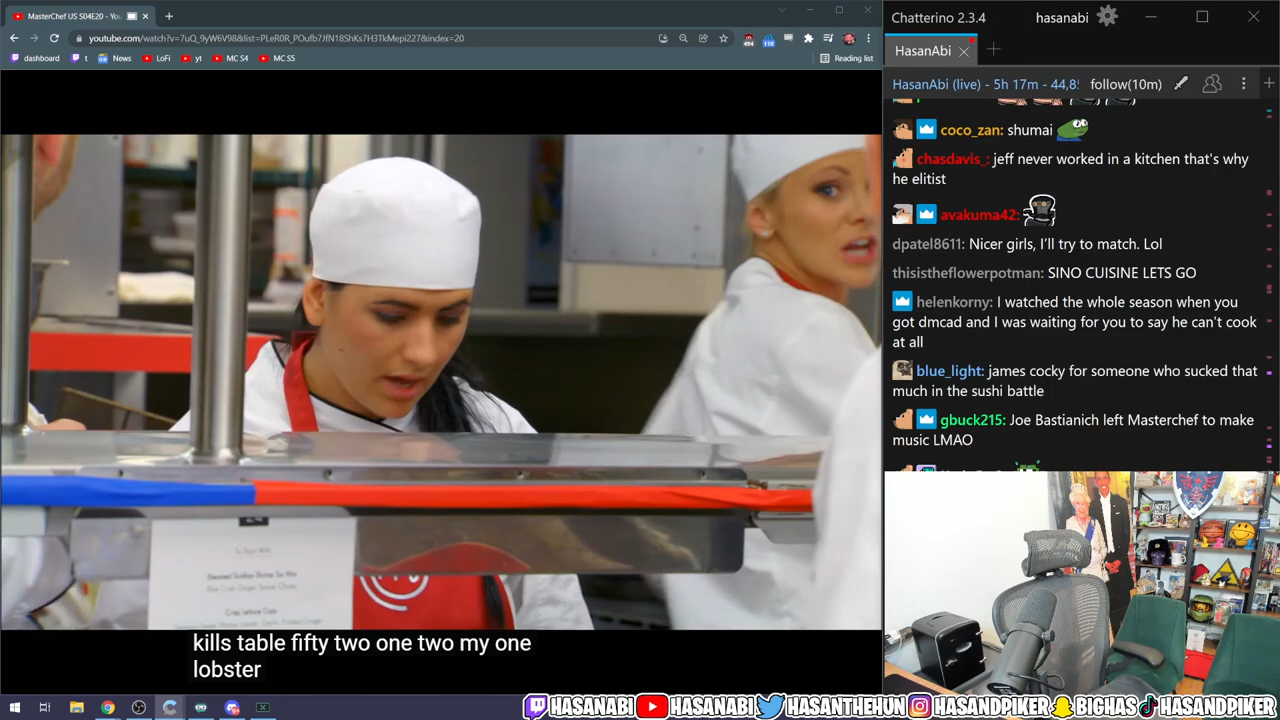 MasterChef US S04E20 - You
youtube.com/watch?v=7uQ_9yW6V98&list=PLeR0R_POufb7JfN18ShKs7H3TkMepi227&index=20
dashboard
t
News
LoFi
yt
MC S4
MC S5
Reading list
kills table fifty two one two my one
lobster
Chatterino 2.3.4
hasanabi
HasanAbi
HasanAbi (live) - 5h 17m - 44,8
follow(10m)
coco_zan: shumai
chasdavis_: jeff never worked in a kitchen that's why
he elitist
avakuma42:
dpatel8611: Nicer girls, I'll try to match. Lol
thisistheflowerpotman: SINO CUISINE LETS GO
helenkorny: I watched the whole season when you
got dmcad and I was waiting for you to say he can't cook
at all
blue_light: james cocky for someone who sucked that
much in the sushi battle
gbuck215: Joe Bastianich left Masterchef to make
music LMAO
HASANABI HASANABI HASANTHEHUN HASANDPIKER BIGHAS HASANDPIKER